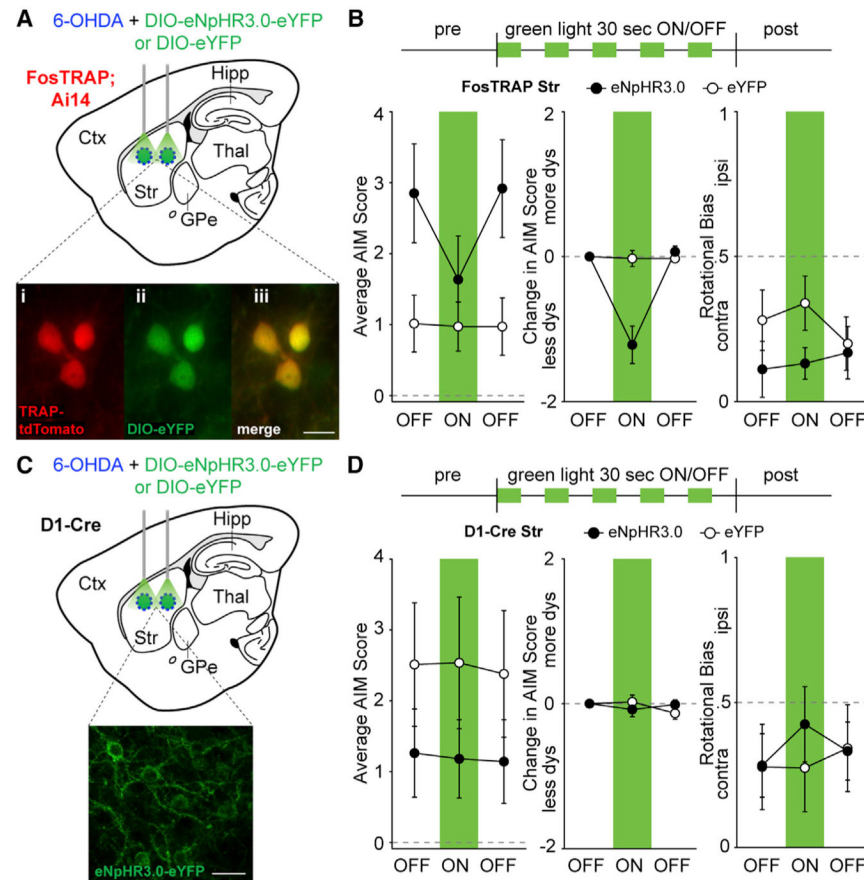 A
6-OHDA + DIO-eNpHR3.0-eYFP
or DIO-eYFP
FosTRAP;
Ai14
Hipp
Ctx
Thal
Str
GPe
i
ii
iii
TRAP-
tdTomato
DIO-eYFP
merge
B
pre
green light 30 sec ON/OFF
post
FosTRAP Str
eNpHR3.0
eYFP
Average AIM Score
4
3
2
1
0
OFF
ON
OFF
Change in AIM Score
less dys
more dys
2
0
-2
OFF
ON
OFF
Rotational Bias
contra
ipsi
1
.5
0
OFF
ON
OFF
C
6-OHDA + DIO-eNpHR3.0-eYFP
or DIO-eYFP
D1-Cre
Hipp
Ctx
Thal
Str
GPe
eNpHR3.0-eYFP
D
pre
green light 30 sec ON/OFF
post
D1-Cre Str
eNpHR3.0
eYFP
Average AIM Score
4
3
2
1
0
OFF
ON
OFF
Change in AIM Score
less dys
more dys
2
0
-2
OFF
ON
OFF
Rotational Bias
contra
ipsi
1
.5
0
OFF
ON
OFF